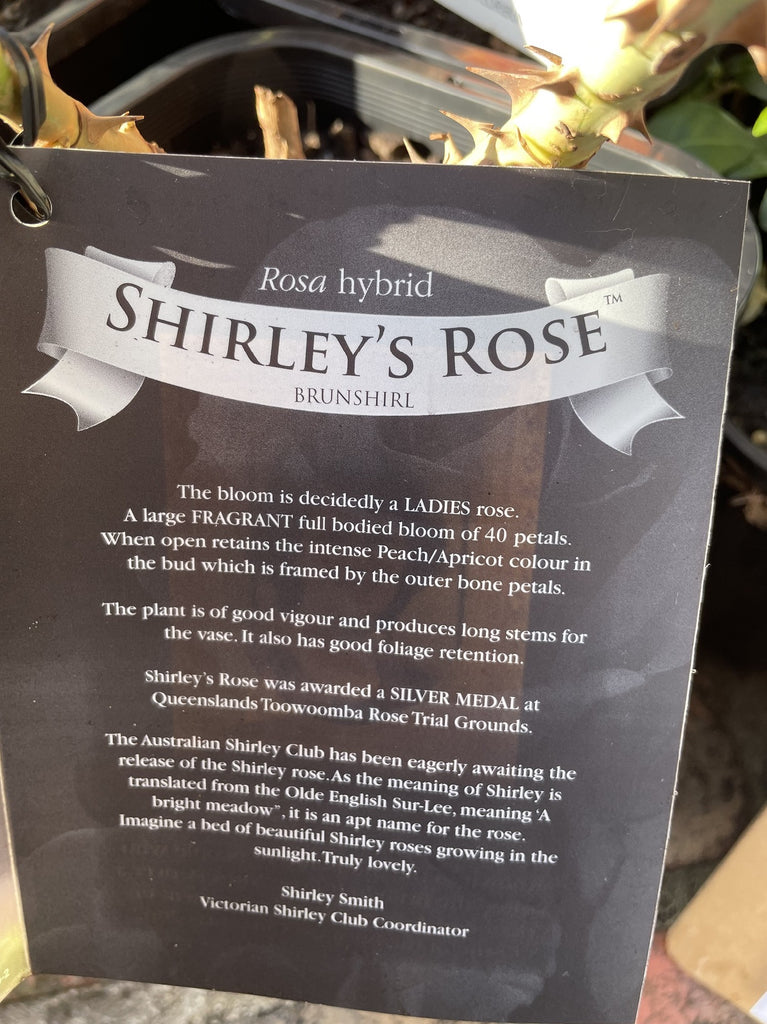 Rosa hybrid
SHIRLEY'S ROSE™
BRUNSHIRL
The bloom is decidedly a LADIES rose.
A large FRAGRANT full bodied bloom of 40 petals.
When open retains the intense Peach/Apricot colour in
the bud which is framed by the outer bone petals.
The plant is of good vigour and produces long stems for
the vase. It also has good foliage retention.
Shirley's Rose was awarded a SILVER MEDAL at
Queenslands Toowoomba Rose Trial Grounds.
The Australian Shirley Club has been eagerly awaiting the
release of the Shirley rose. As the meaning of Shirley is
translated from the Olde English Sur-Lee, meaning 'A
bright meadow", it is an apt name for the rose.
Imagine a bed of beautiful Shirley roses growing in the
sunlight. Truly lovely.
Shirley Smith
Victorian Shirley Club Coordinator